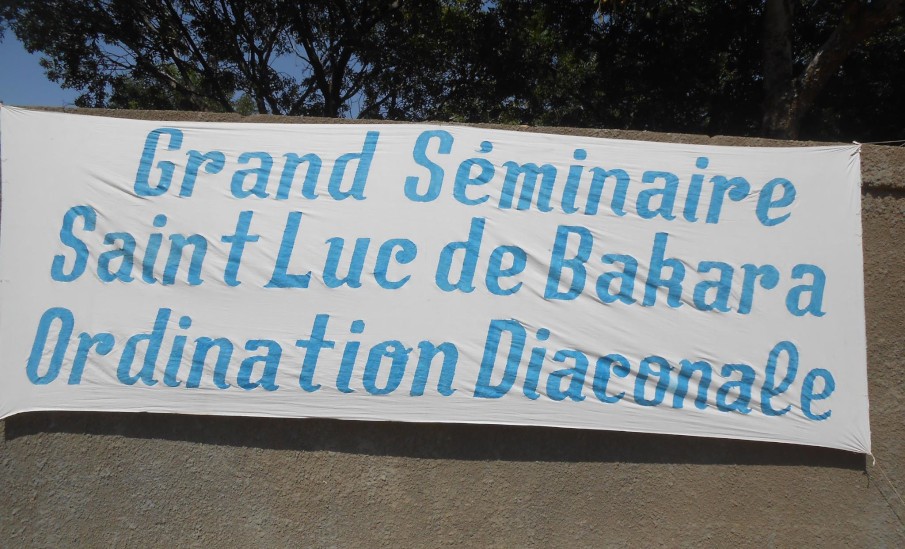 Grand Séminaire
Saint Luc de Bakara
Ordination Diaconale